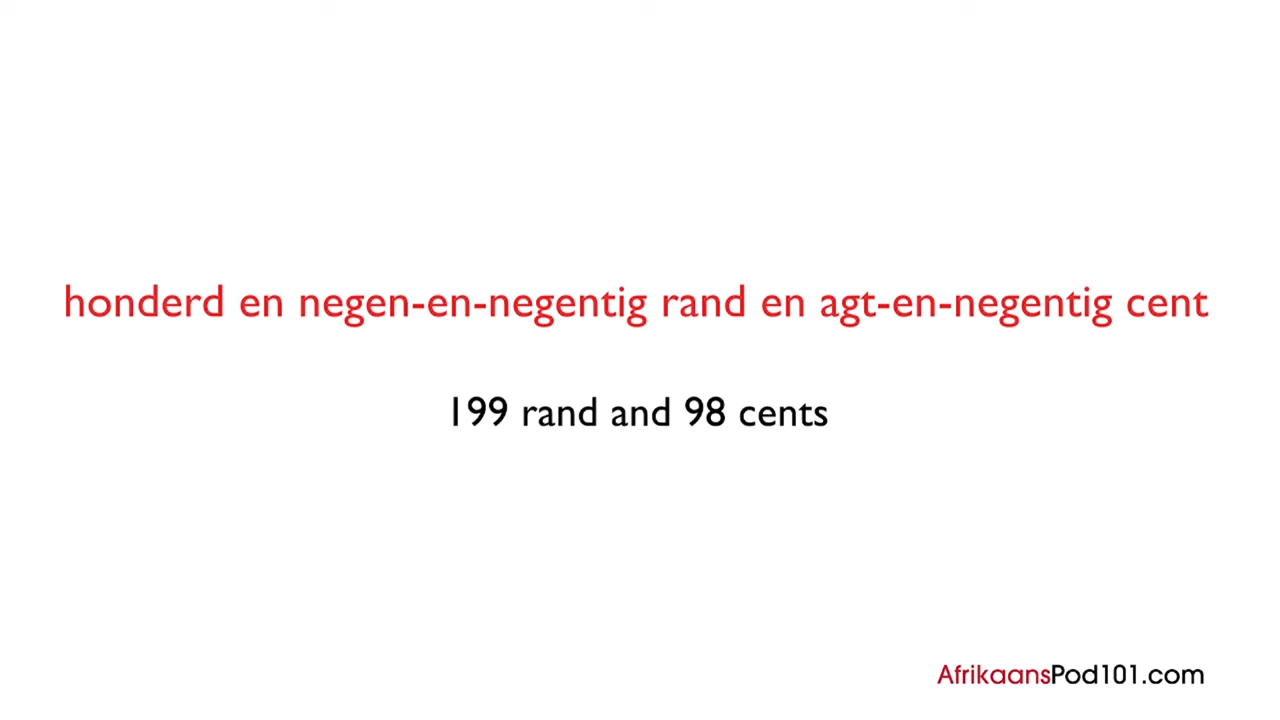 honderd en negen-en-negentig rand en agt-en-negentig cent
199 rand and 98 cents
AfrikaansPod101.com